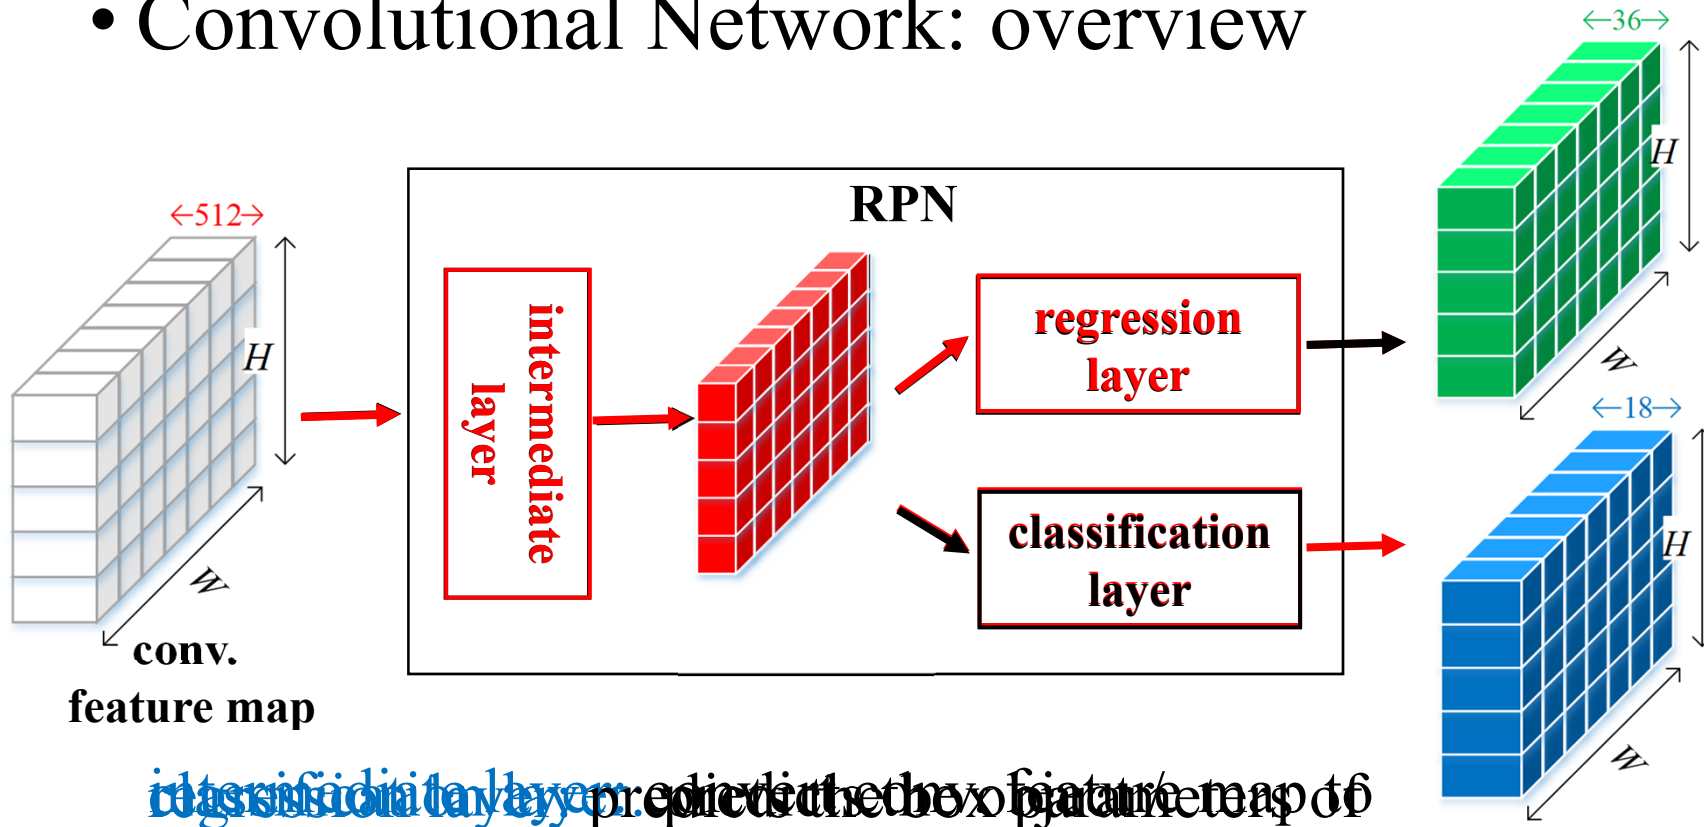 • Convolutional Network: overview
←36→
H
W
RPN
←512→
H
W
conv.
feature map
intermediate
layer
regression
layer
classification
layer
←18→
H
W